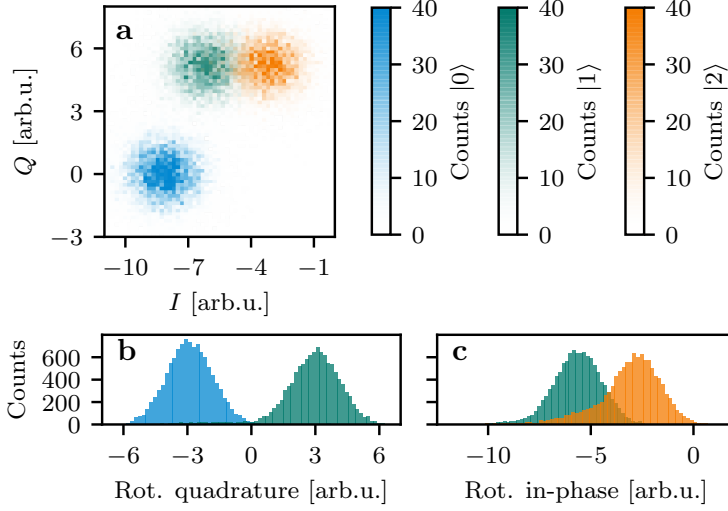 a
6
3
0
−3
Q [arb.u.]
−10 −7 −4 −1
I [arb.u.]
40
30
20
10
0
Counts |0⟩
40
30
20
10
0
Counts |1⟩
40
30
20
10
0
Counts |2⟩
b
600
400
200
0
Counts
−6 −3 0 3 6
Rot. quadrature [arb.u.]
c
−10 −5 0
Rot. in-phase [arb.u.]